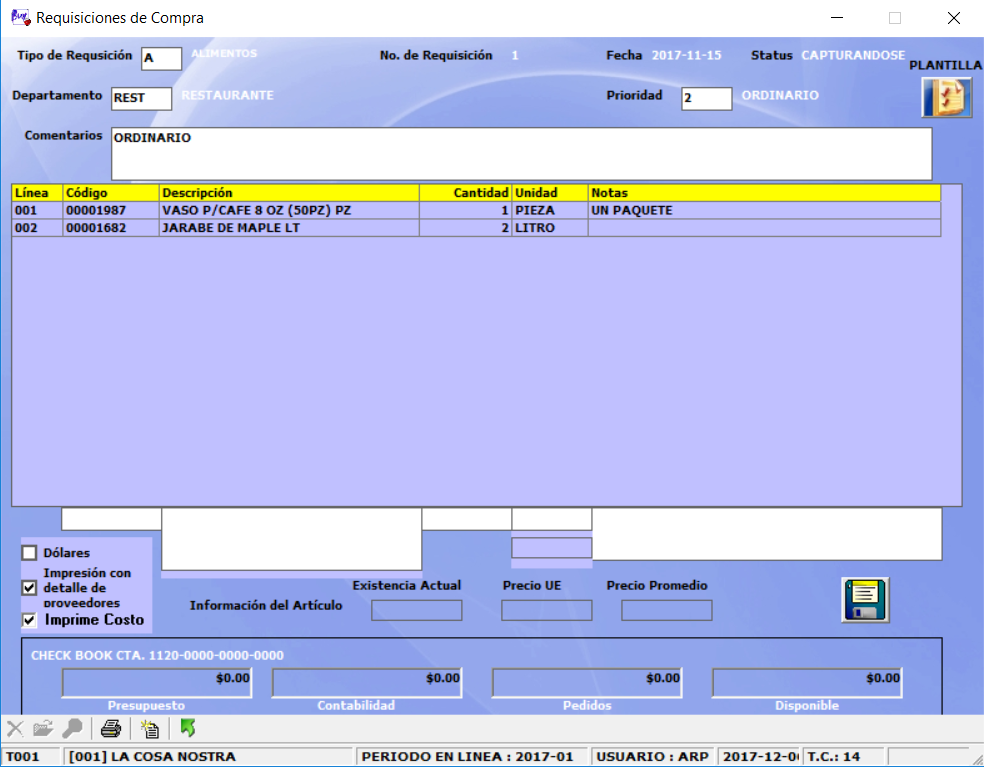 Requisiciones de Compra
Tipo de Requsición A ALIMENTOS No. de Requisición 1 Fecha 2017-11-15 Status CAPTURANDOSE
PLANTILLA
Departamento REST RESTAURANTE Prioridad 2 ORDINARIO
Comentarios ORDINARIO
Línea Código Descripción Cantidad Unidad Notas
001 00001987 VASO P/CAFE 8 OZ (50PZ) PZ 1 PIEZA UN PAQUETE
002 00001682 JARABE DE MAPLE LT 2 LITRO
Dólares
Impresión con
detalle de
proveedores
Imprime Costo
Información del Artículo
Existencia Actual Precio UE Precio Promedio
CHECK BOOK CTA. 1120-0000-0000-0000
$0.00 $0.00 $0.00 $0.00
Presupuesto Contabilidad Pedidos Disponible
T001 [001] LA COSA NOSTRA PERIODO EN LINEA : 2017-01 USUARIO : ARP 2017-12-0 T.C.: 14